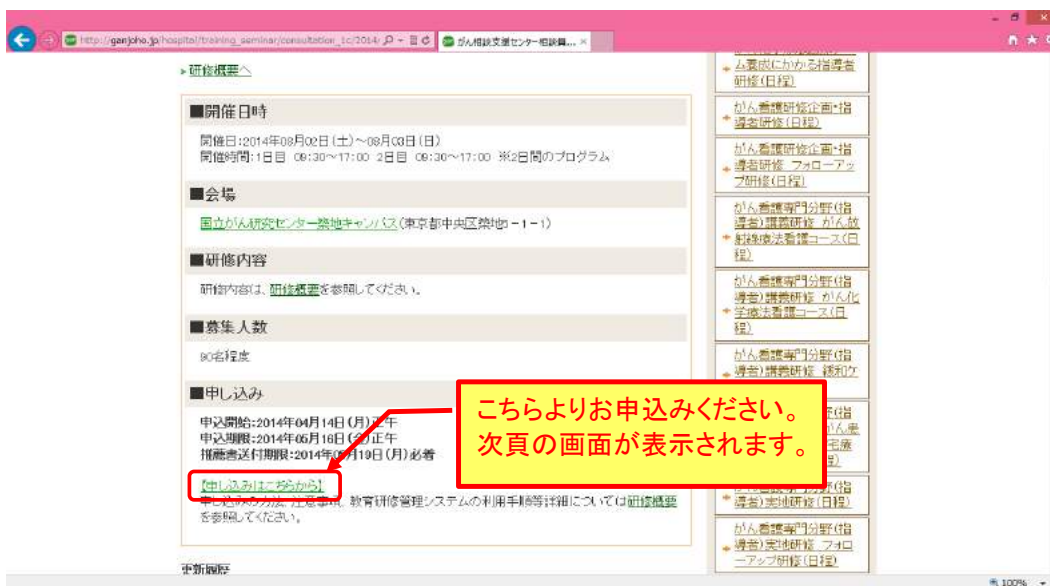 http://ganjoho.jp/hospital/training_seminar/consultation_ic/2014/
がん相談支援センター相談員...
» 研修概要へ
■開催日時
開催日:2014年08月02日(土)~08月03日(日)
開催時間:1日目 09:30~17:00 2日目 09:30~17:00 ※2日間のプログラム
■会場
国立がん研究センター築地キャンパス(東京都中央区築地5-1-1)
■研修内容
研修内容は、研修概要を参照してください。
■募集人数
90名程度
■申し込み
申込開始:2014年04月14日(月)正午
申込期限:2014年05月16日(金)正午
推薦書送付期限:2014年05月19日(月)必着
【申し込みはこちらから】
申し込みの方法、注意事項、教育研修管理システムの利用手順等詳細については研修概要
を参照してください。
更新履歴
こちらよりお申込みください。
次頁の画面が表示されます。
ム養成にかかる指導者
研修(日程)
がん看護研修企画・指
導者研修(日程)
がん看護研修企画・指
導者研修 フォローアッ
プ研修(日程)
がん看護専門分野(指
導者)講義研修 がん放
射線療法看護コース(日
程)
がん看護専門分野(指
導者)講義研修 がん化
学療法看護コース(日
程)
がん看護専門分野(指
導者)講義研修 緩和ケ
導者)実地研修(日程)
がん看護専門分野(指
導者)実地研修 フォロ
ーアップ研修(日程)
100%